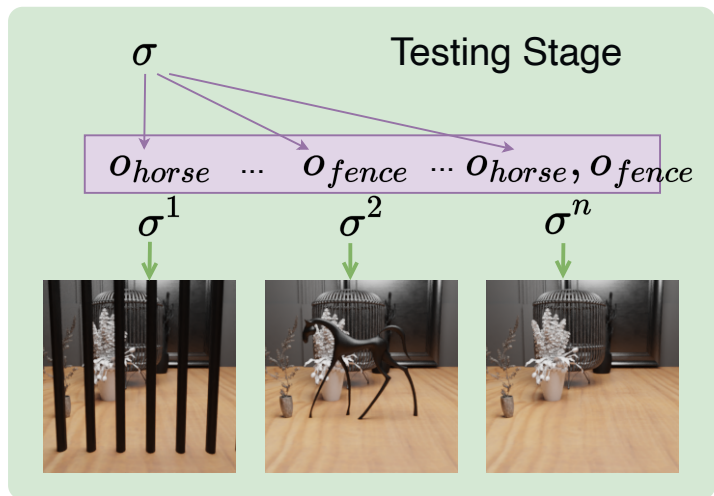 σ Testing Stage
o_horse ... o_fence ... o_horse, o_fence
σ^1 σ^2 σ^n